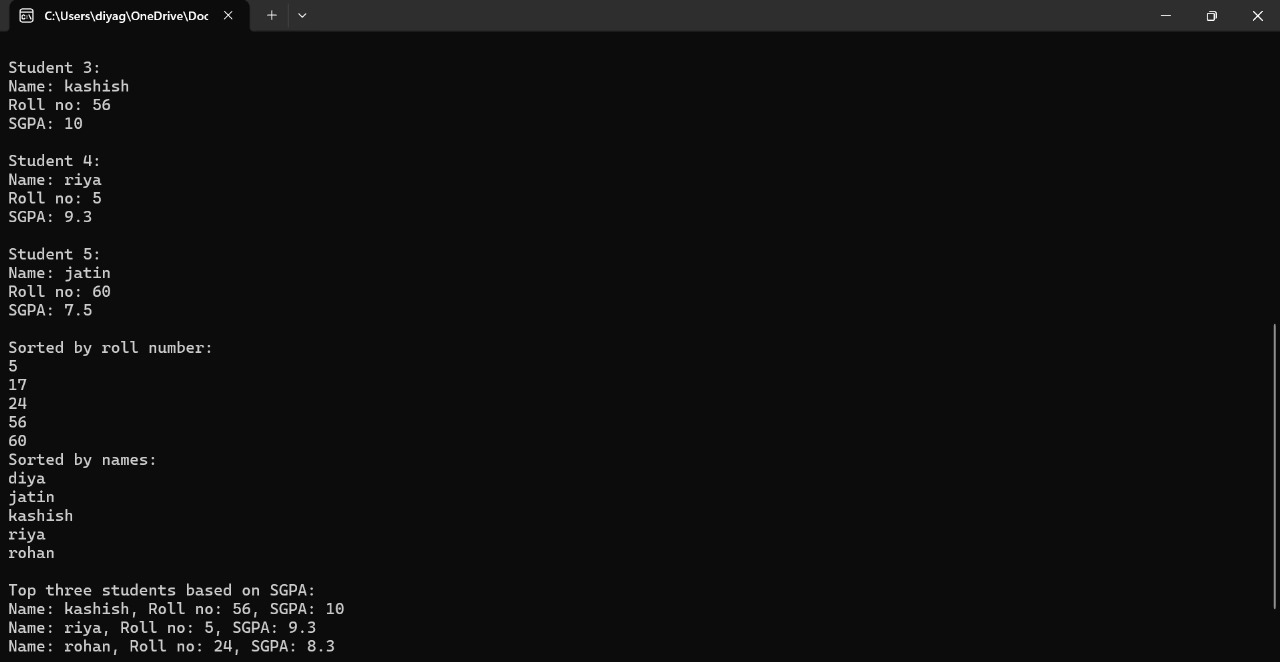 C:\Users\diyag\OneDrive\Doc
Student 3:
Name: kashish
Roll no: 56
SGPA: 10
Student 4:
Name: riya
Roll no: 5
SGPA: 9.3
Student 5:
Name: jatin
Roll no: 60
SGPA: 7.5
Sorted by roll number:
5
17
24
56
60
Sorted by names:
diya
jatin
kashish
riya
rohan
Top three students based on SGPA:
Name: kashish, Roll no: 56, SGPA: 10
Name: riya, Roll no: 5, SGPA: 9.3
Name: rohan, Roll no: 24, SGPA: 8.3